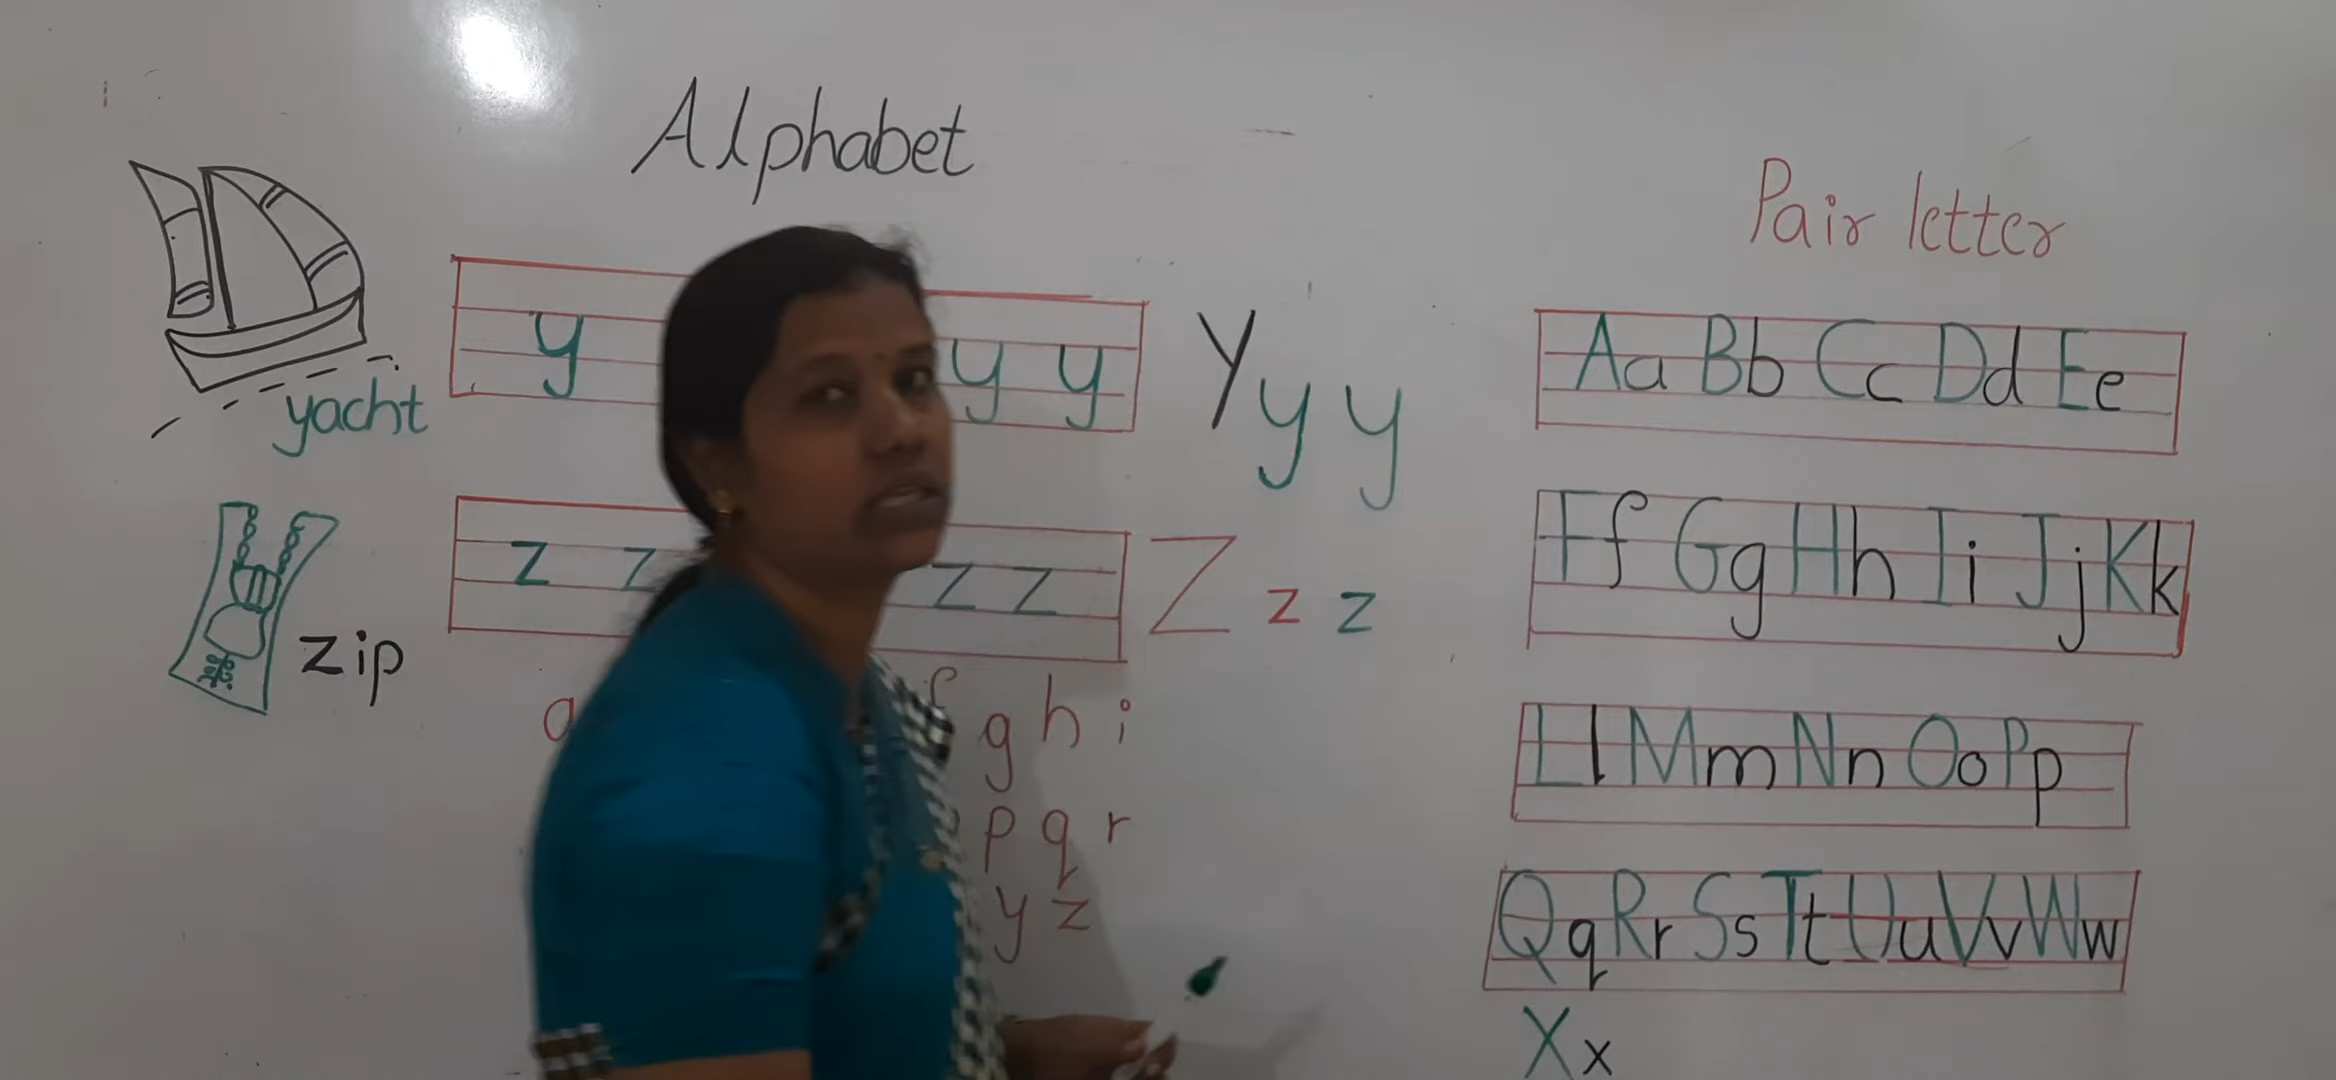 Alphabet
y y y Y y y
yacht
z z z z Z z z
zip
a f g h i
p q r
y z
Pair letter
Aa Bb Cc Dd Ee
Ff Gg Hh Ii Jj Kk
Ll Mm Nn Oo Pp
Qq Rr Ss Tt Uu Vv Ww
Xx